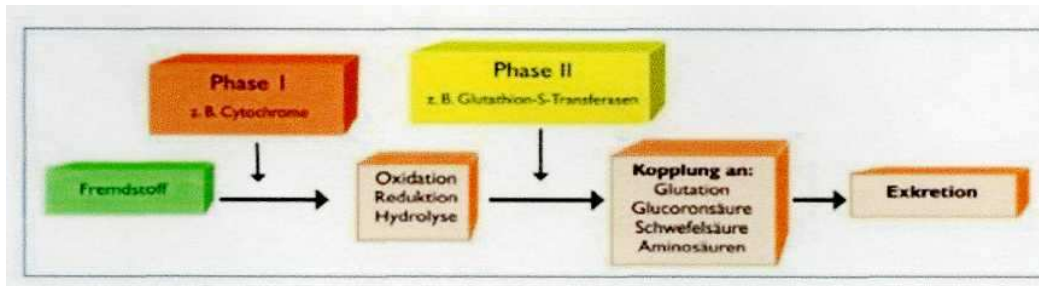 Phase I
z. B. Cytochrome
Phase II
z. B. Glutathion-S-Transferasen
Fremdstoff
Oxidation
Reduktion
Hydrolyse
Kopplung an:
Glutation
Glucoronsäure
Schwefelsäure
Aminosäuren
Exkretion